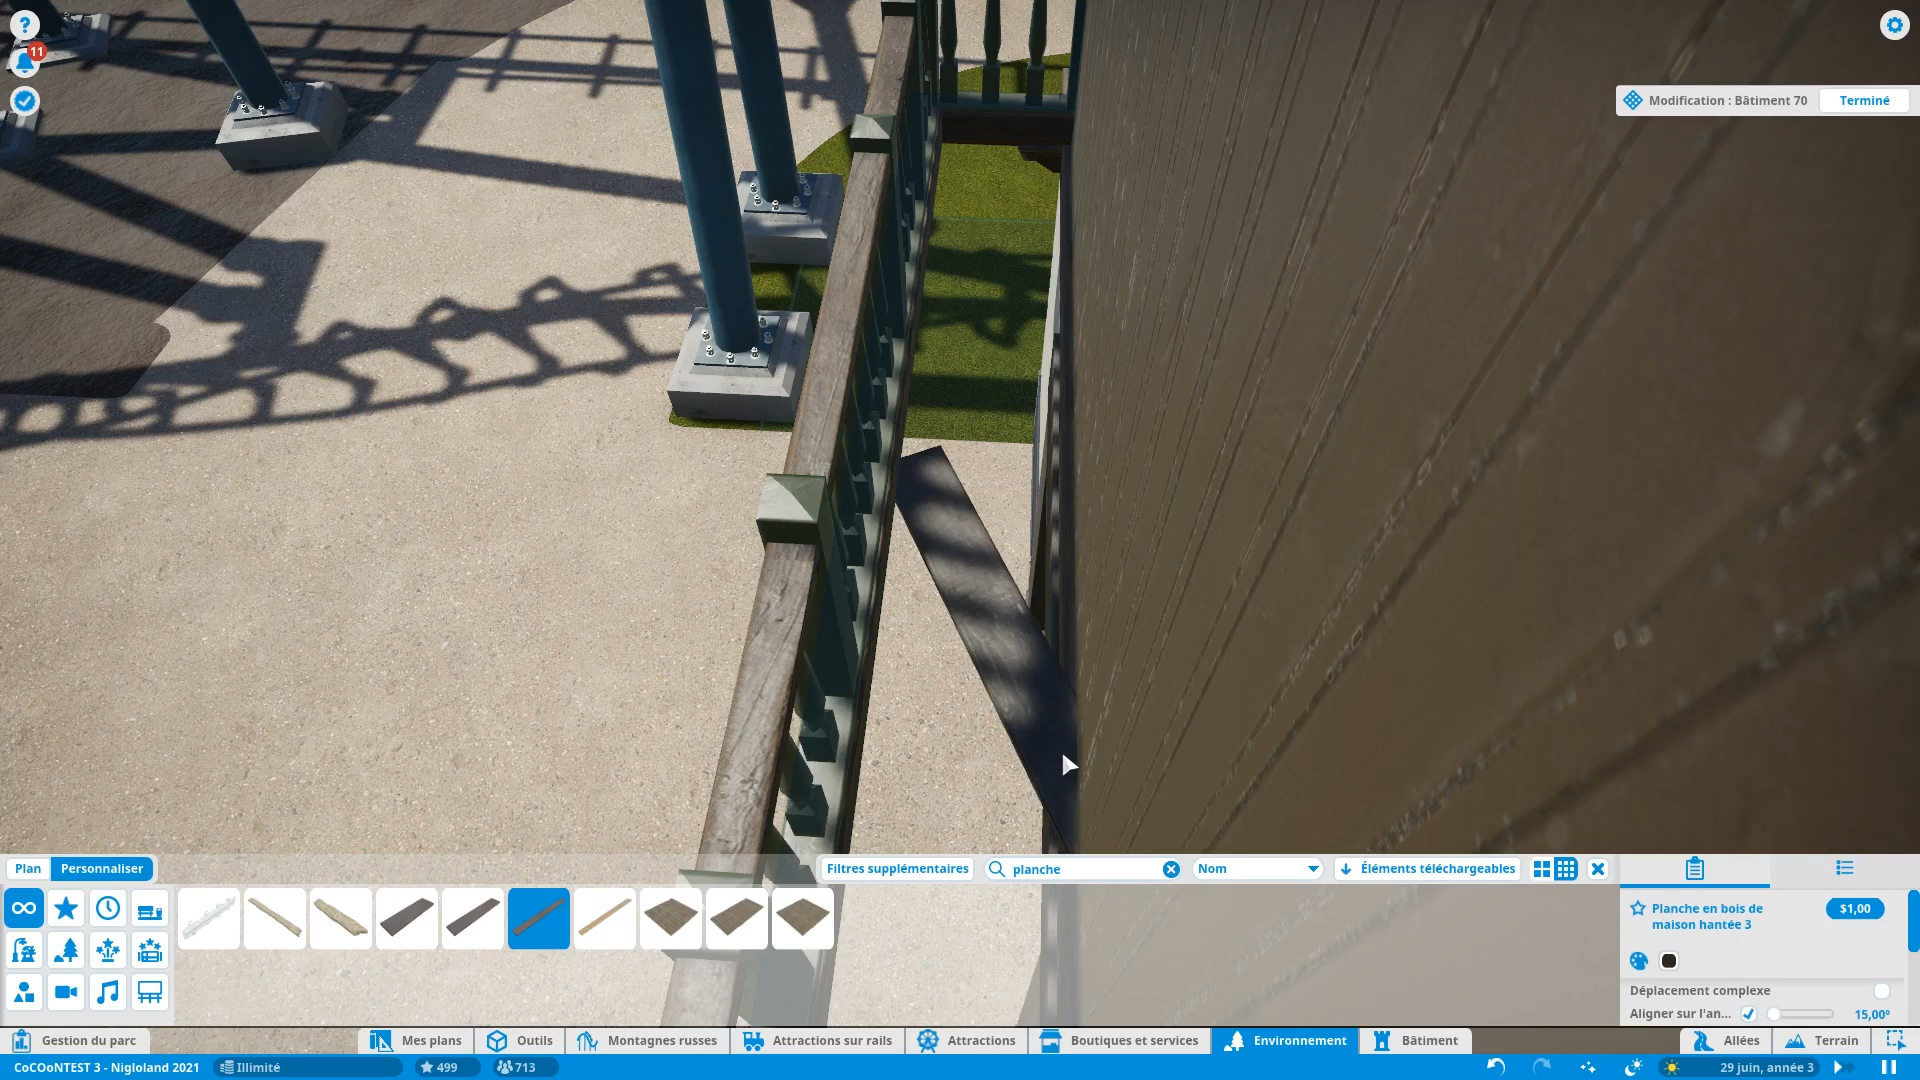 ?
11
Modification : Bâtiment 70
Terminé
Plan
Personnaliser
Filtres supplémentaires
planche
Nom
Éléments téléchargeables
Planche en bois de
maison hantée 3
$1,00
Déplacement complexe
Aligner sur l'an...
15,00°
Gestion du parc
Mes plans
Outils
Montagnes russes
Attractions sur rails
Attractions
Boutiques et services
Environnement
Bâtiment
Allées
Terrain
CoCOoNTEST 3 - Nigloland 2021
Illimité
499
713
29 juin, année 3